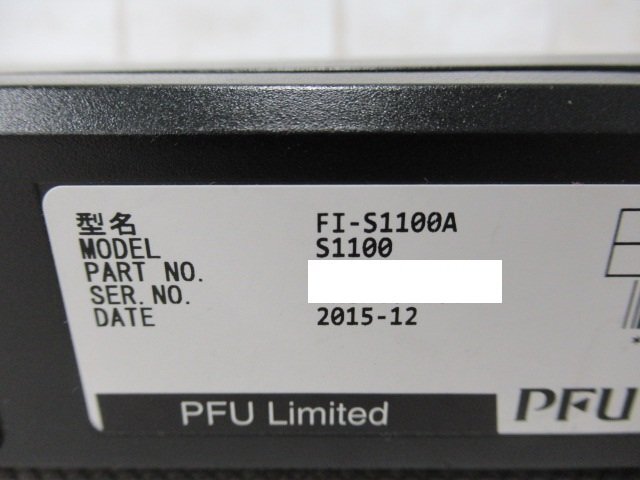 型名 FI-S1100A
MODEL S1100
PART NO.
SER.NO.
DATE 2015-12
PFU Limited
PFU